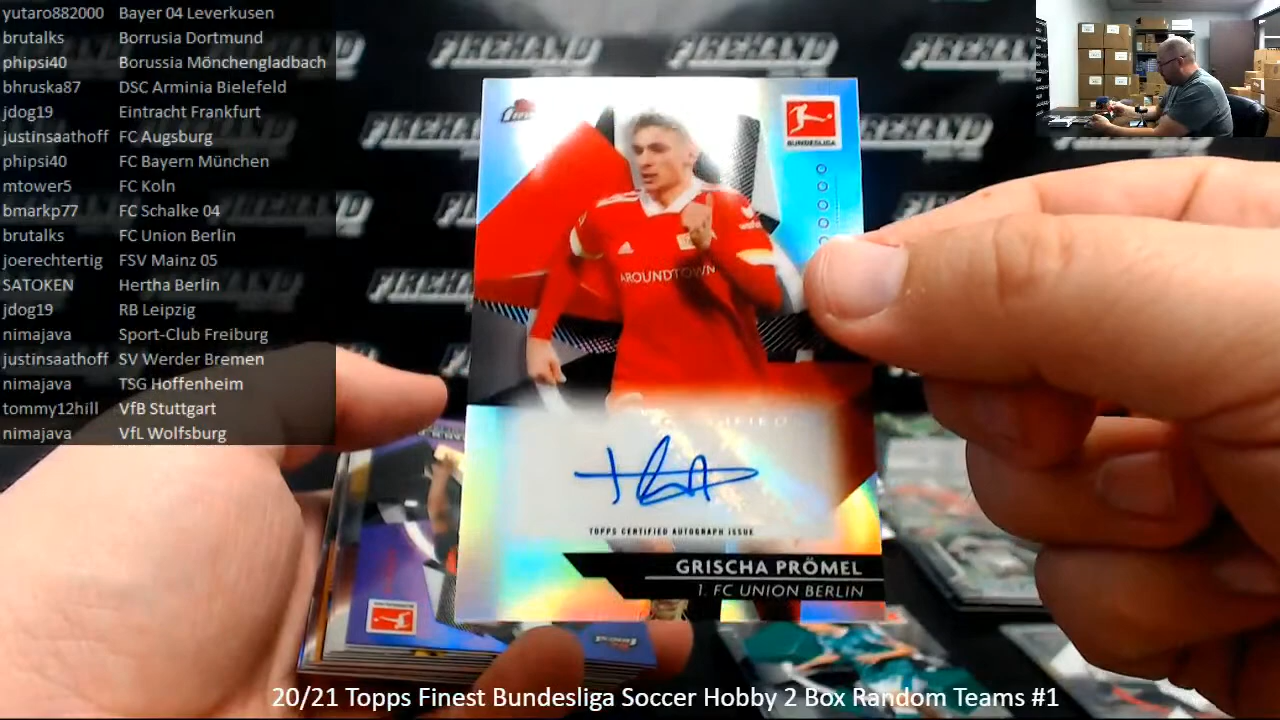 yutaro882000 Bayer 04 Leverkusen
brutalks Borrusia Dortmund
phipsi40 Borussia Mönchengladbach
bhruska87 DSC Arminia Bielefeld
jdog19 Eintracht Frankfurt
justinsaathoff FC Augsburg
phipsi40 FC Bayern München
mtower5 FC Koln
bmarkp77 FC Schalke 04
brutalks FC Union Berlin
joerechtertig FSV Mainz 05
SATOKEN Hertha Berlin
jdog19 RB Leipzig
nimajava Sport-Club Freiburg
justinsaathoff SV Werder Bremen
nimajava TSG Hoffenheim
tommy12hill VfB Stuttgart
nimajava VfL Wolfsburg
FIREHAND FIREHAND FIREHAND
BUNDESLIGA
AROUNDTOWN
TOPPS CERTIFIED AUTOGRAPH ISSUE
GRISCHA PRÖMEL
1. FC UNION BERLIN
20/21 Topps Finest Bundesliga Soccer Hobby 2 Box Random Teams #1